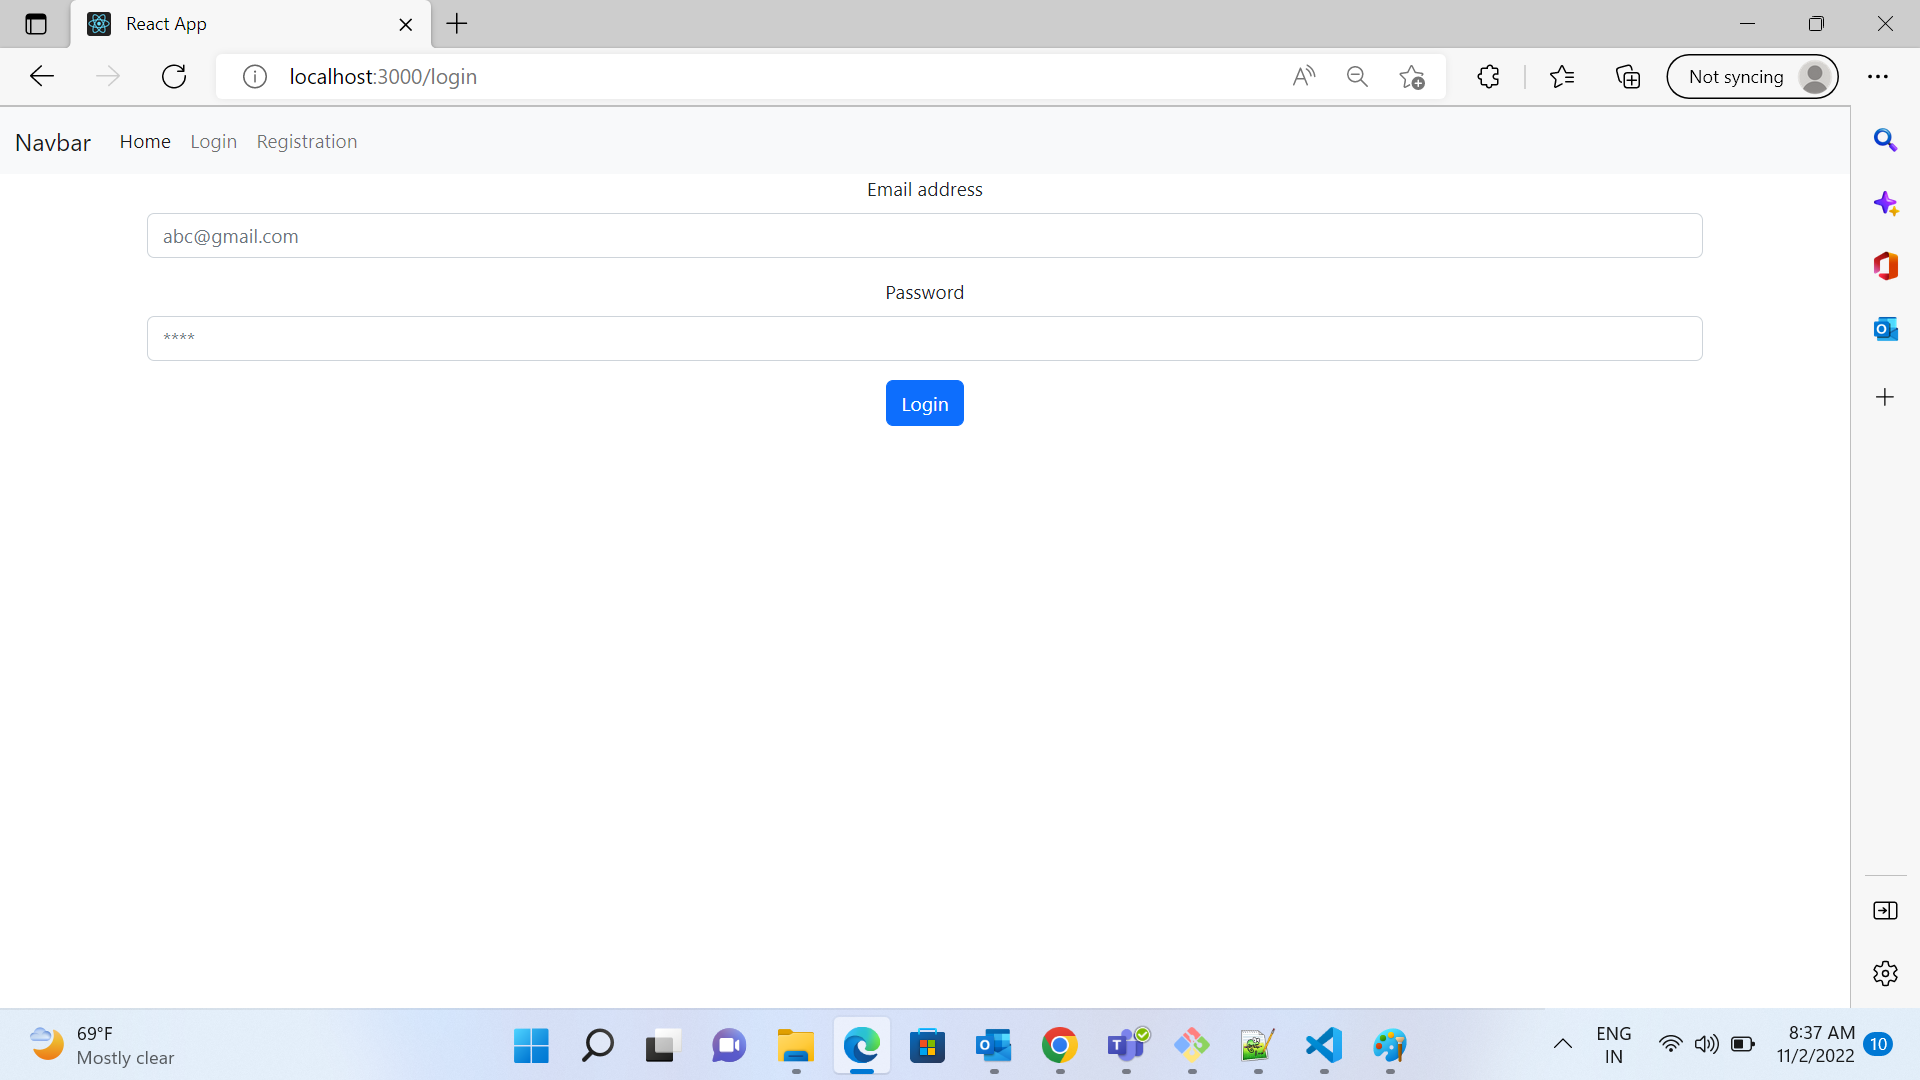 React App
localhost:3000/login
Not syncing
Navbar Home Login Registration
Email address
abc@gmail.com
Password
****
Login
69°F
Mostly clear
ENG
IN
8:37 AM
11/2/2022
10